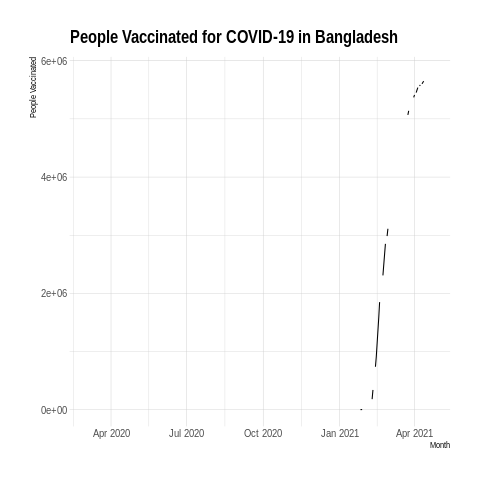 People Vaccinated for COVID-19 in Bangladesh
People Vaccinated
6e+06
4e+06
2e+06
0e+00
Apr 2020
Jul 2020
Oct 2020
Jan 2021
Apr 2021
Month